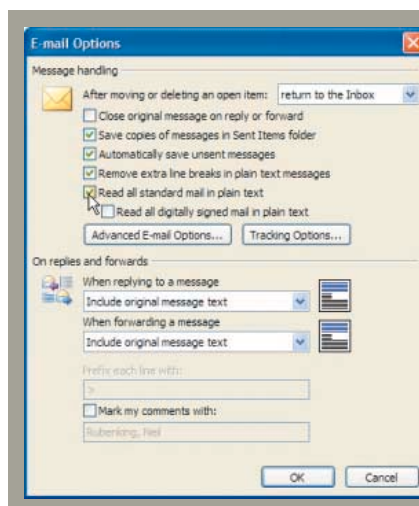 E-mail Options
Message handling
After moving or deleting an open item: return to the Inbox
Close original message on reply or forward
Save copies of messages in Sent Items folder
Automatically save unsent messages
Remove extra line breaks in plain text messages
Read all standard mail in plain text
Read all digitally signed mail in plain text
Advanced E-mail Options... Tracking Options...
On replies and forwards
When replying to a message
Include original message text
When forwarding a message
Include original message text
Prefix each line with:
>
Mark my comments with:
Rubenking, Neil
OK Cancel